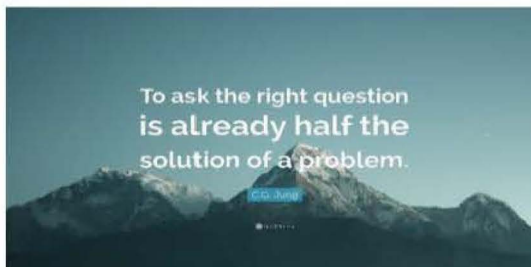 To ask the right question
is already half the
solution of a problem.
C.G. Jung